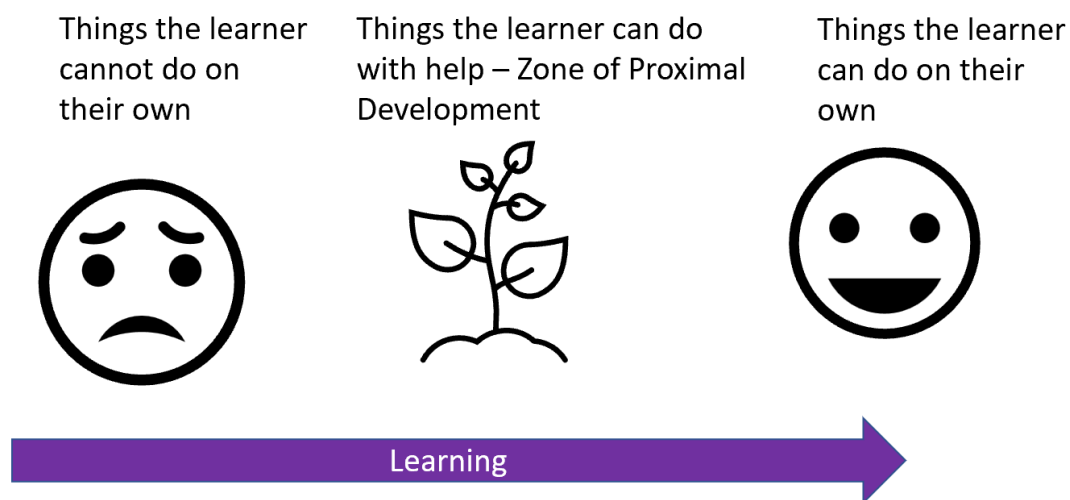 Things the learner
cannot do on
their own
Things the learner can do
with help – Zone of Proximal
Development
Things the learner
can do on their
own
Learning